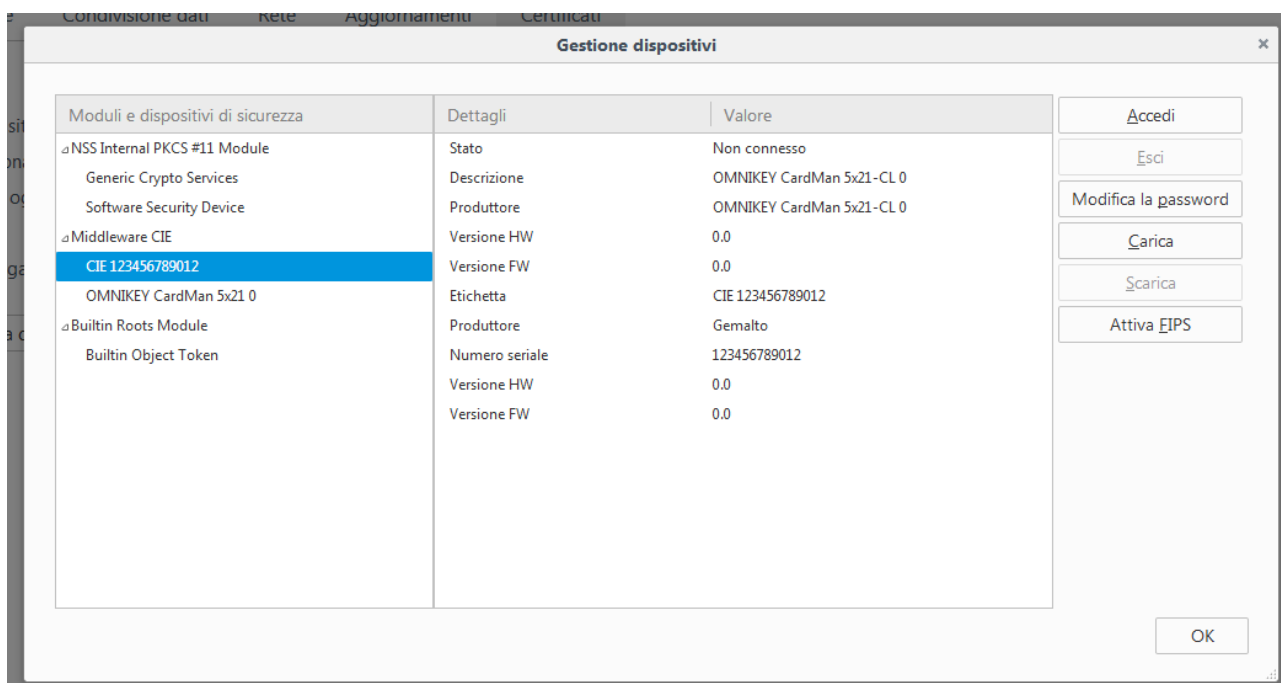 Condivisione dati Rete Aggiornamenti Certificati
Gestione dispositivi
Moduli e dispositivi di sicurezza Dettagli Valore
NSS Internal PKCS #11 Module Stato Non connesso
Generic Crypto Services Descrizione OMNIKEY CardMan 5x21-CL 0
Software Security Device Produttore OMNIKEY CardMan 5x21-CL 0
Middleware CIE Versione HW 0.0
CIE 123456789012 Versione FW 0.0
OMNIKEY CardMan 5x21 0 Etichetta CIE 123456789012
Builtin Roots Module Produttore Gemalto
Builtin Object Token Numero seriale 123456789012
Versione HW 0.0
Versione FW 0.0
Accedi
Esci
Modifica la password
Carica
Scarica
Attiva FIPS
OK